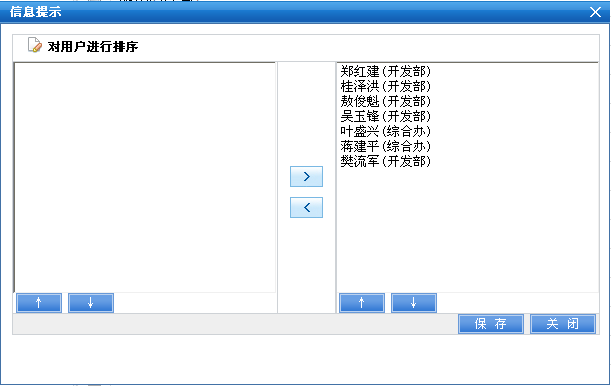 信息提示
对用户进行排序
郑红建(开发部)
桂泽洪(开发部)
敖俊魁(开发部)
吴玉锋(开发部)
叶盛兴(综合办)
蒋建平(综合办)
樊流军(开发部)
>
<
↑ ↓ ↑ ↓
保 存 关 闭